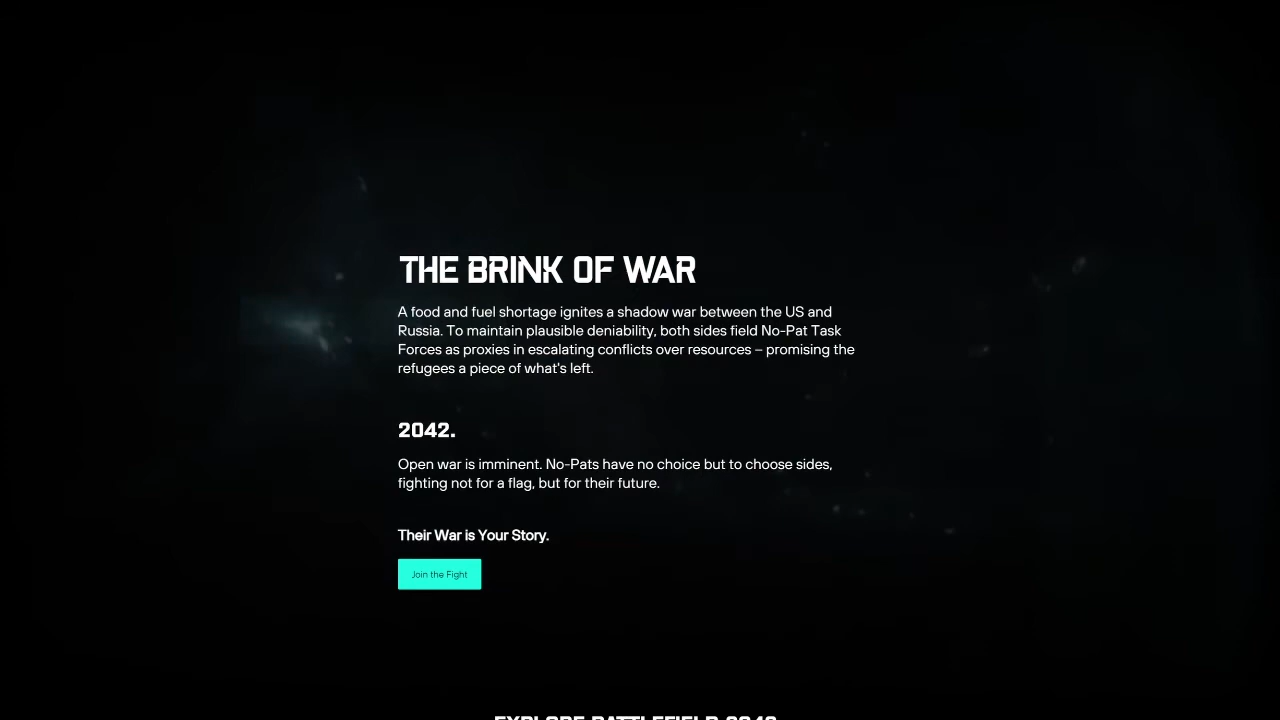 THE BRINK OF WAR
A food and fuel shortage ignites a shadow war between the US and
Russia. To maintain plausible deniability, both sides field No-Pat Task
Forces as proxies in escalating conflicts over resources – promising the
refugees a piece of what's left.
2042.
Open war is imminent. No-Pats have no choice but to choose sides,
fighting not for a flag, but for their future.
Their War is Your Story.
Join the Fight
EXPLORE BATTLEFIELD 2042